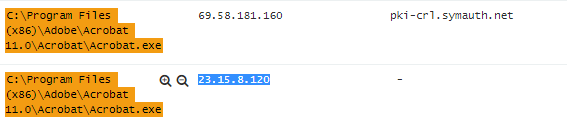 C:\Program Files 69.58.181.160 pki-crl.symauth.net
(x86)\Adobe\Acrobat
11.0\Acrobat\Acrobat.exe
C:\Program Files 23.15.8.120 -
(x86)\Adobe\Acrobat
11.0\Acrobat\Acrobat.exe